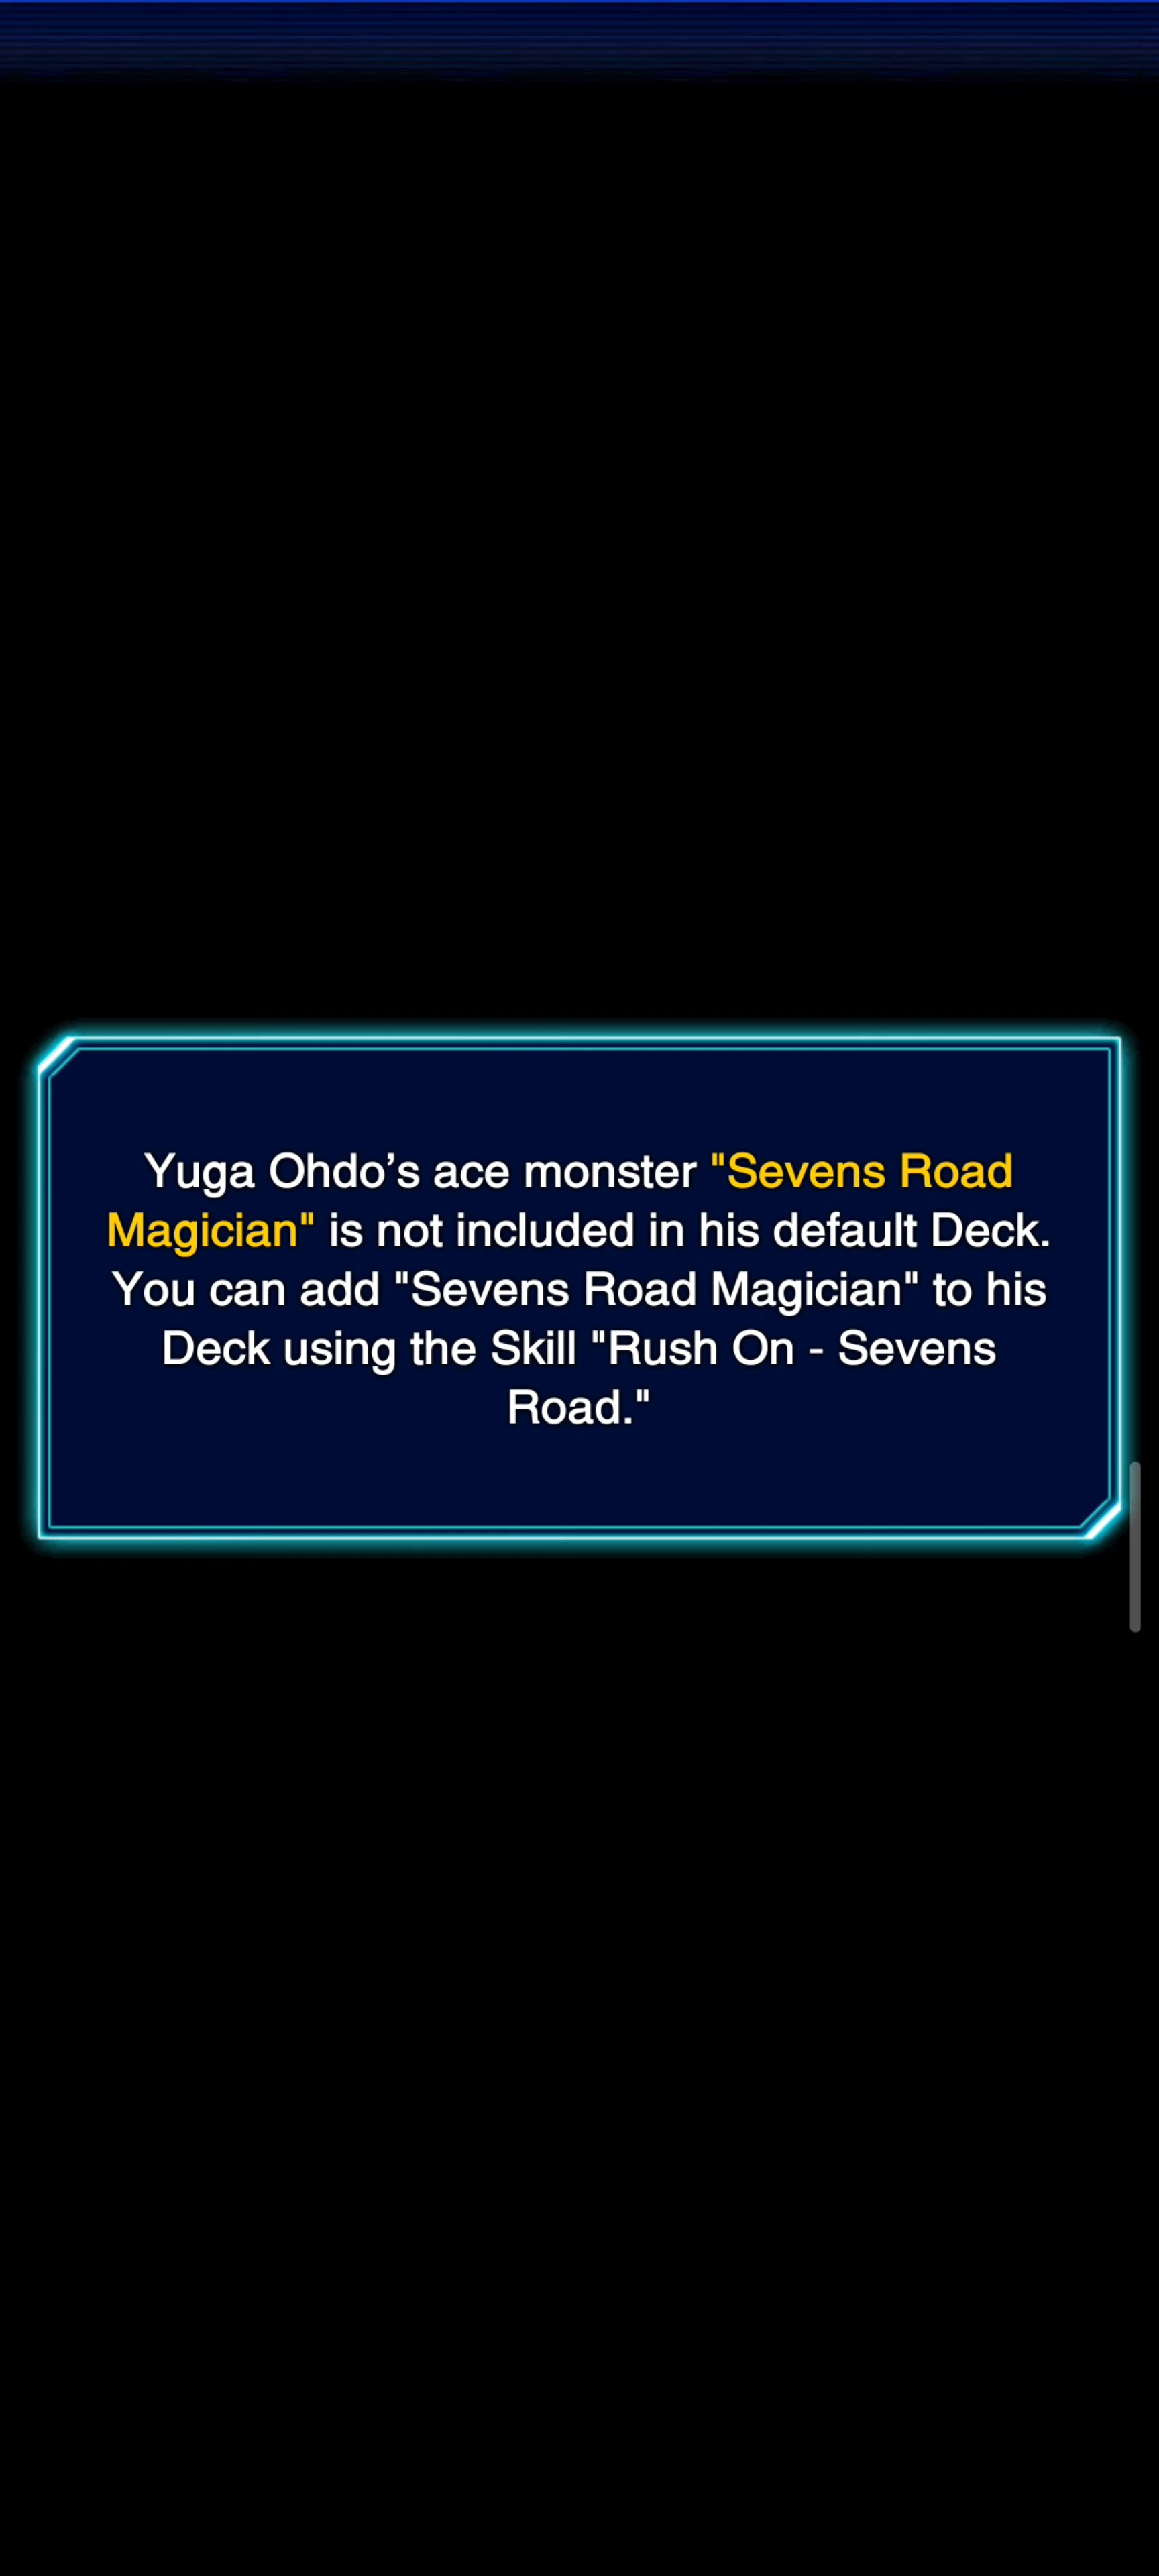 Yuga Ohdo’s ace monster "Sevens Road
Magician" is not included in his default Deck.
You can add "Sevens Road Magician" to his
Deck using the Skill "Rush On - Sevens
Road."